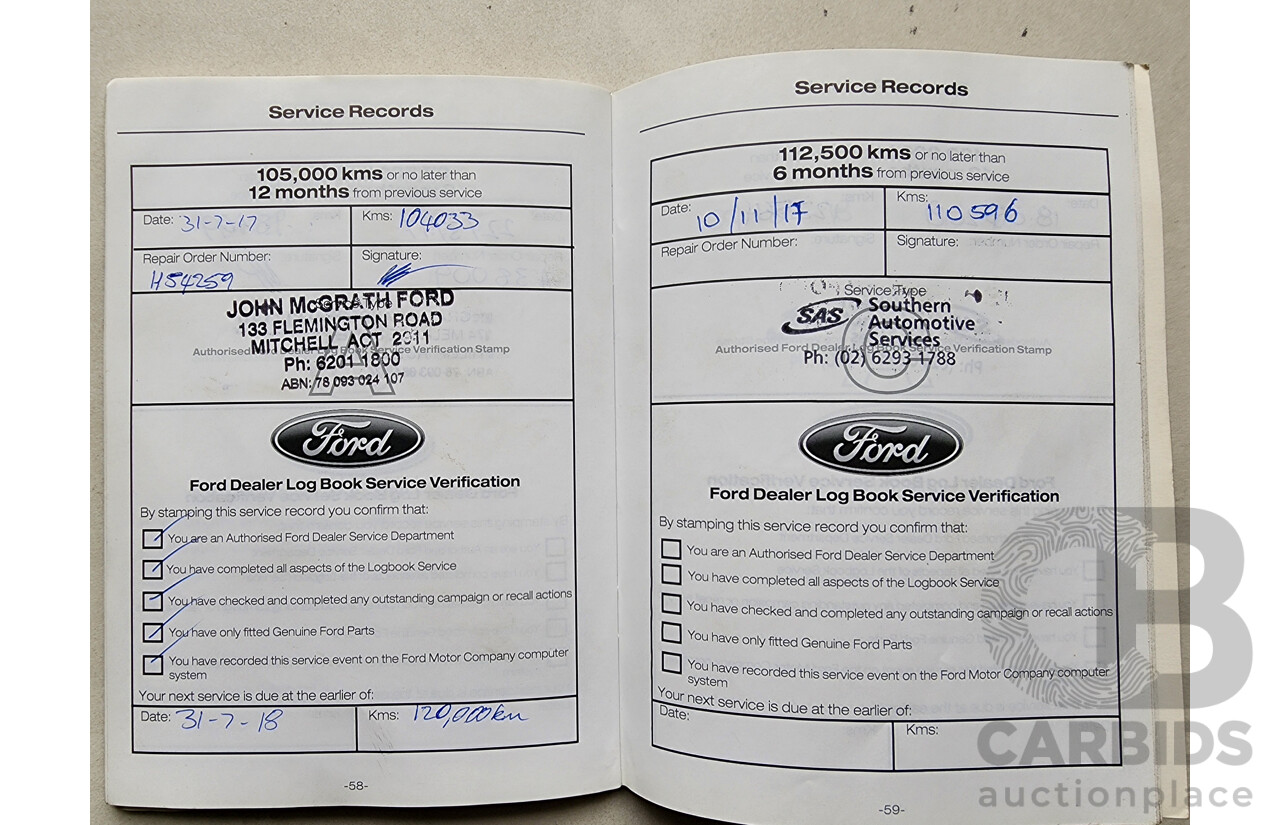 Service Records
105,000 kms or no later than
12 months from previous service
Date: 31-7-17
Kms: 104033
Repair Order Number:
H54259
Signature:
Service Type
JOHN McGRATH FORD
133 FLEMINGTON ROAD
MITCHELL ACT 2911
Authorised Ford Dealer Log Book Service Verification Stamp
Ph: 6201 1800
ABN: 78 093 024 107
A
Ford
Ford Dealer Log Book Service Verification
By stamping this service record you confirm that:
You are an Authorised Ford Dealer Service Department
You have completed all aspects of the Logbook Service
You have checked and completed any outstanding campaign or recall actions
You have only fitted Genuine Ford Parts
You have recorded this service event on the Ford Motor Company computer
system
Your next service is due at the earlier of:
Date: 31-7-18
Kms: 120,000km
-58-
Service Records
112,500 kms or no later than
6 months from previous service
Date: 10/11/17
Kms: 110596
Repair Order Number:
Signature:
Service Type
SAS Southern
Automotive
Services
Authorised Ford Dealer Log Book Service Verification Stamp
Ph: (02) 6293 1788
Ford
Ford Dealer Log Book Service Verification
By stamping this service record you confirm that:
You are an Authorised Ford Dealer Service Department
You have completed all aspects of the Logbook Service
You have checked and completed any outstanding campaign or recall actions
You have only fitted Genuine Ford Parts
You have recorded this service event on the Ford Motor Company computer
system
Your next service is due at the earlier of:
Date:
Kms:
-59-
CB
CARBIDS
auctionplace